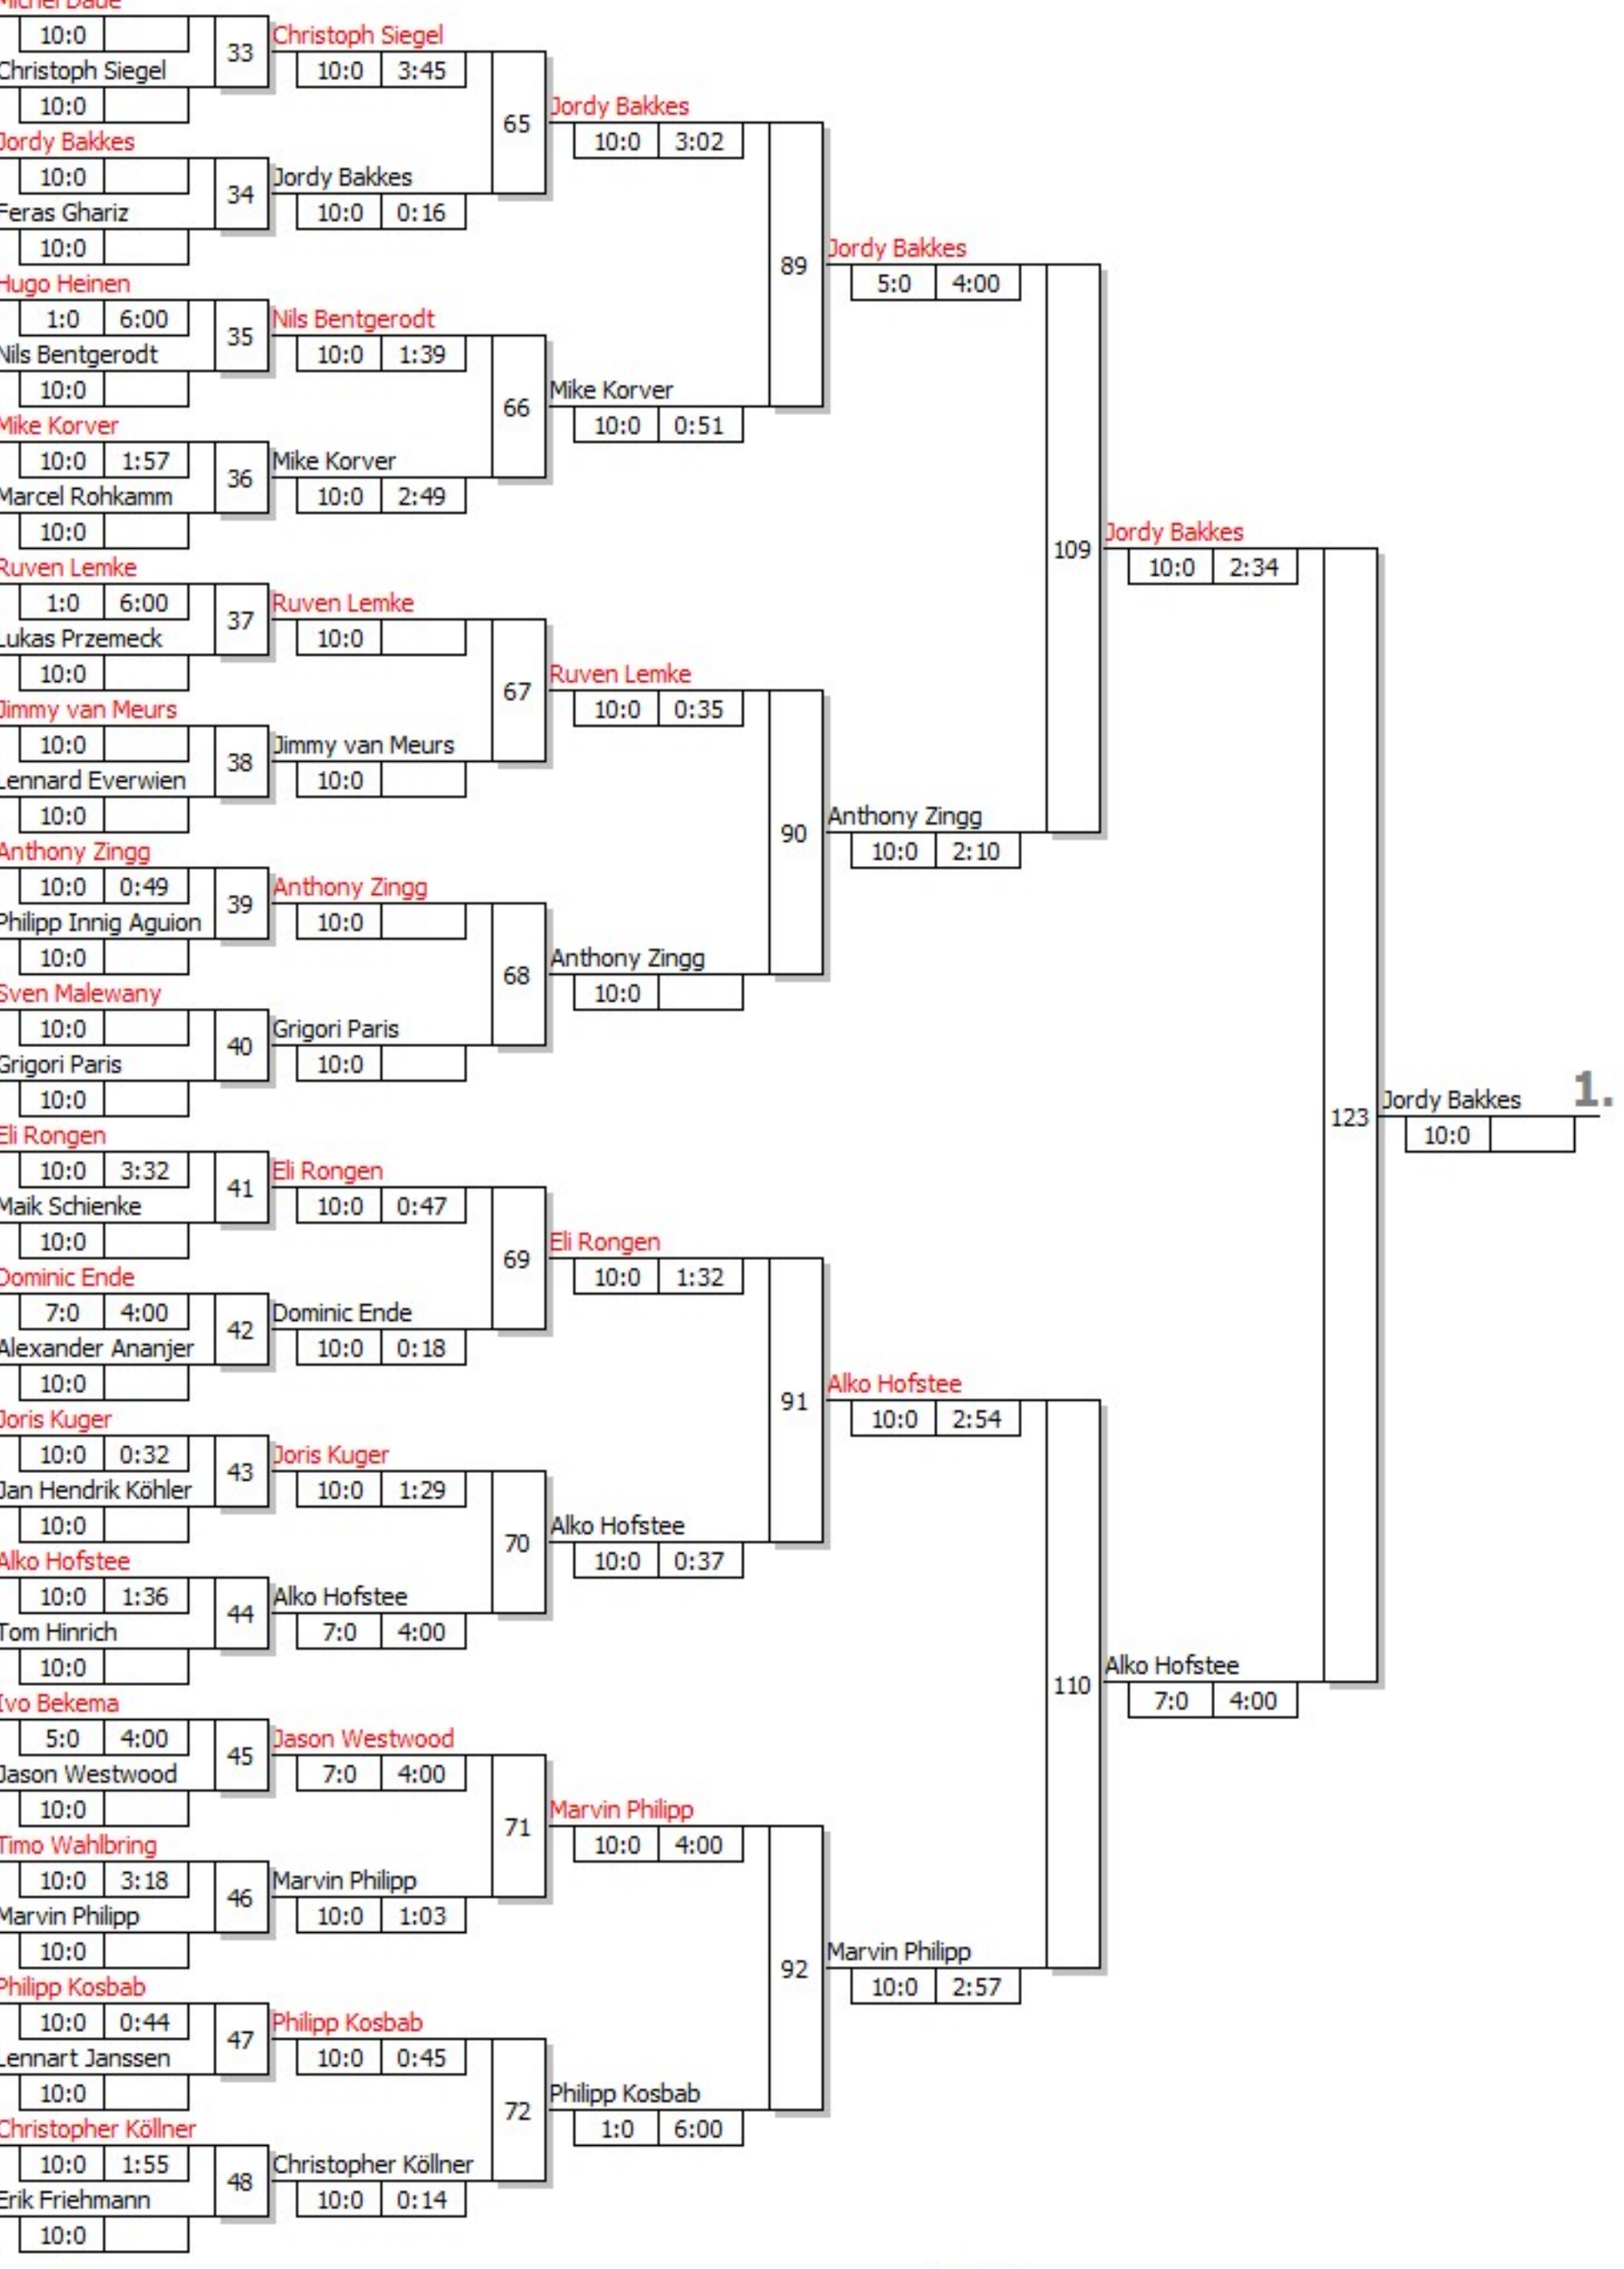 Michel
10:0
33
Christoph Siegel
10:0
Jordy Bakkes
10:0
34
Feras Ghariz
10:0
Hugo Heinen
1:0 6:00
35
Nils Bentgerodt
10:0
Mike Korver
10:0 1:57
36
Marcel Rohkamm
10:0
Ruven Lemke
1:0 6:00
37
Lukas Przemeck
10:0
Jimmy van Meurs
10:0
38
Lennard Everwien
10:0
Anthony Zingg
10:0 0:49
39
Philipp Innig Aguion
10:0
Sven Malewany
10:0
40
Grigori Paris
10:0
Eli Rongen
10:0 3:32
41
Maik Schienke
10:0
Dominic Ende
7:0 4:00
42
Alexander Ananjer
10:0
Joris Kuger
10:0 0:32
43
Jan Hendrik Köhler
10:0
Alko Hofstee
10:0 1:36
44
Tom Hinrich
10:0
Ivo Bekema
5:0 4:00
45
Jason Westwood
10:0
Timo Wahlbring
10:0 3:18
46
Marvin Philipp
10:0
Philipp Kosbab
10:0 0:44
47
Lennart Janssen
10:0
Christopher Köllner
10:0 1:55
48
Erik Friehmann
10:0
Christoph Siegel
10:0 3:45
65
Jordy Bakkes
10:0 0:16
Nils Bentgerodt
10:0 1:39
66
Mike Korver
10:0 2:49
Ruven Lemke
10:0
67
Jimmy van Meurs
10:0
Anthony Zingg
10:0
68
Grigori Paris
10:0
Eli Rongen
10:0 0:47
69
Dominic Ende
10:0 0:18
Joris Kuger
10:0 1:29
70
Alko Hofstee
7:0 4:00
Jason Westwood
7:0 4:00
71
Marvin Philipp
10:0 1:03
Philipp Kosbab
10:0 0:45
72
Christopher Köllner
10:0 0:14
Jordy Bakkes
10:0 3:02
89
Mike Korver
10:0 0:51
Ruven Lemke
10:0 0:35
90
Anthony Zingg
10:0
Eli Rongen
10:0 1:32
91
Alko Hofstee
10:0 0:37
Marvin Philipp
10:0 4:00
92
Philipp Kosbab
1:0 6:00
Jordy Bakkes
5:0 4:00
109
Anthony Zingg
10:0 2:10
Alko Hofstee
10:0 2:54
110
Marvin Philipp
10:0 2:57
Jordy Bakkes
10:0 2:34
123
Alko Hofstee
7:0 4:00
Jordy Bakkes 1.
10:0